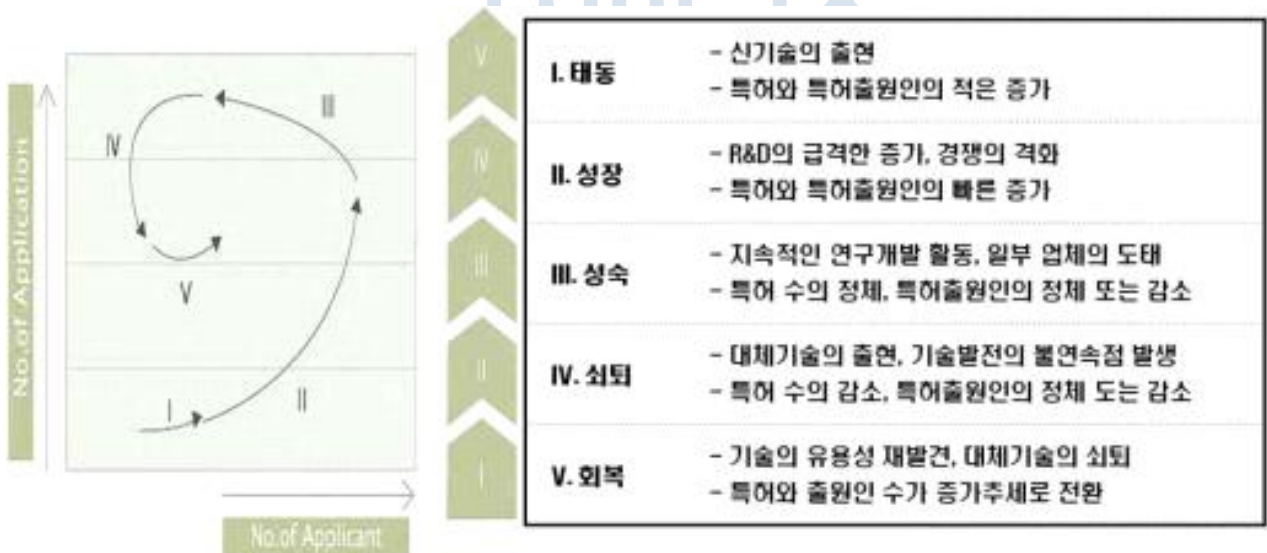 No.of Application
I
II
III
IV
V
No.of Applicant
V
IV
III
II
I
I. 태동
- 신기술의 출현
- 특허와 특허출원인의 적은 증가
II. 성장
- R&D의 급격한 증가, 경쟁의 격화
- 특허와 특허출원인의 빠른 증가
III. 성숙
- 지속적인 연구개발 활동, 일부 업체의 도태
- 특허 수의 정체, 특허출원인의 정체 또는 감소
IV. 쇠퇴
- 대체기술의 출현, 기술발전의 불연속점 발생
- 특허 수의 감소, 특허출원인의 정체 도는 감소
V. 회복
- 기술의 유용성 재발견, 대체기술의 쇠퇴
- 특허와 출원인 수가 증가추세로 전환